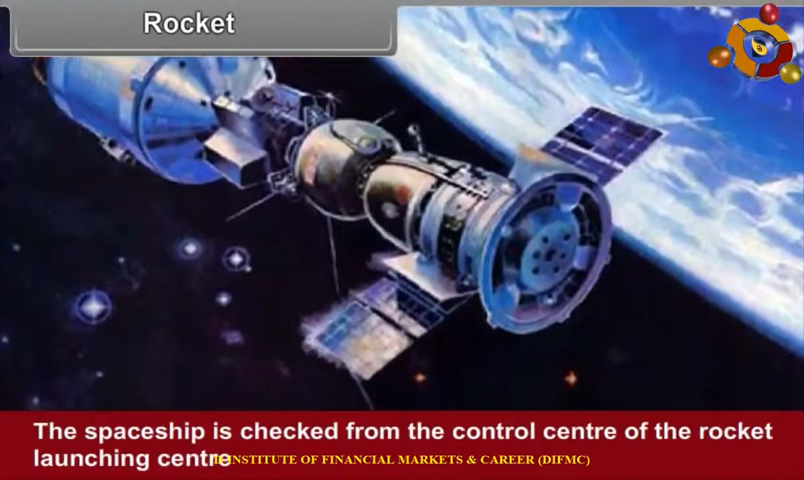 Rocket
The spaceship is checked from the control centre of the rocket
launching centre
INSTITUTE OF FINANCIAL MARKETS & CAREER (DIFMC)